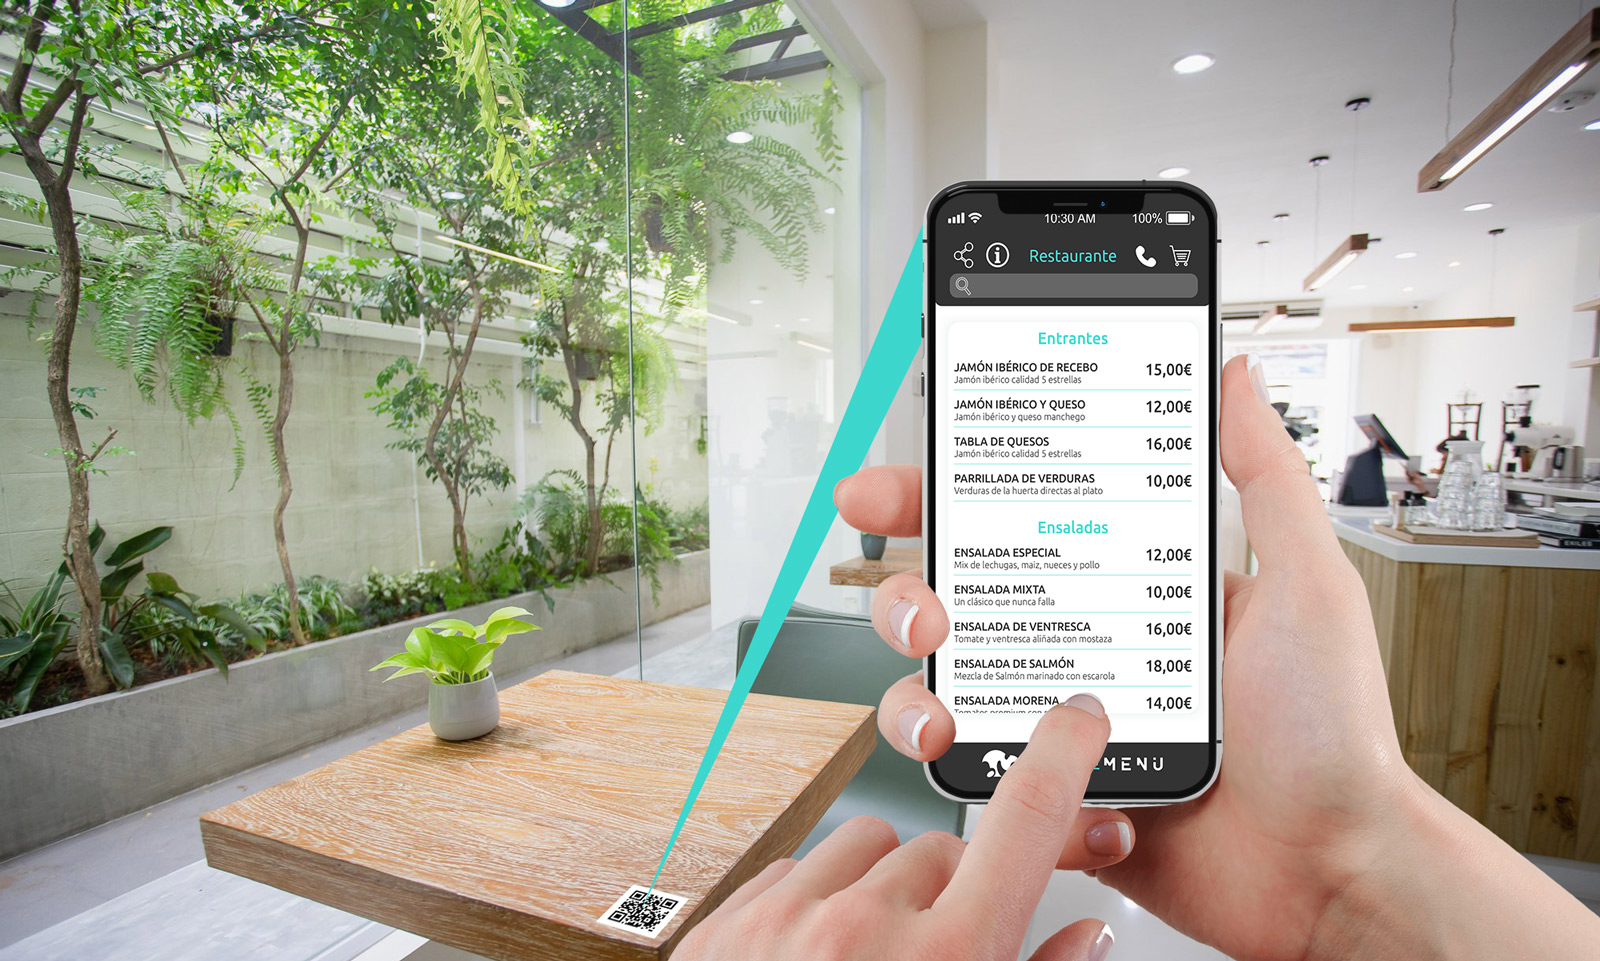 10:30 AM 100%
Restaurante
Entrantes
JAMÓN IBÉRICO DE RECEBO 15,00€
Jamón ibérico calidad 5 estrellas
JAMÓN IBÉRICO Y QUESO 12,00€
Jamón ibérico y queso manchego
TABLA DE QUESOS 16,00€
Jamón ibérico calidad 5 estrellas
PARRILLADA DE VERDURAS 10,00€
Verduras de la huerta directas al plato
Ensaladas
ENSALADA ESPECIAL 12,00€
Mix de lechugas, maiz, nueces y pollo
ENSALADA MIXTA 10,00€
Un clásico que nunca falla
ENSALADA DE VENTRESCA 16,00€
Tomate y ventresca aliñada con mostaza
ENSALADA DE SALMÓN 18,00€
Mezcla de Salmón marinado con escarola
ENSALADA MORENA 14,00€
Tomates premium con
MENÜ